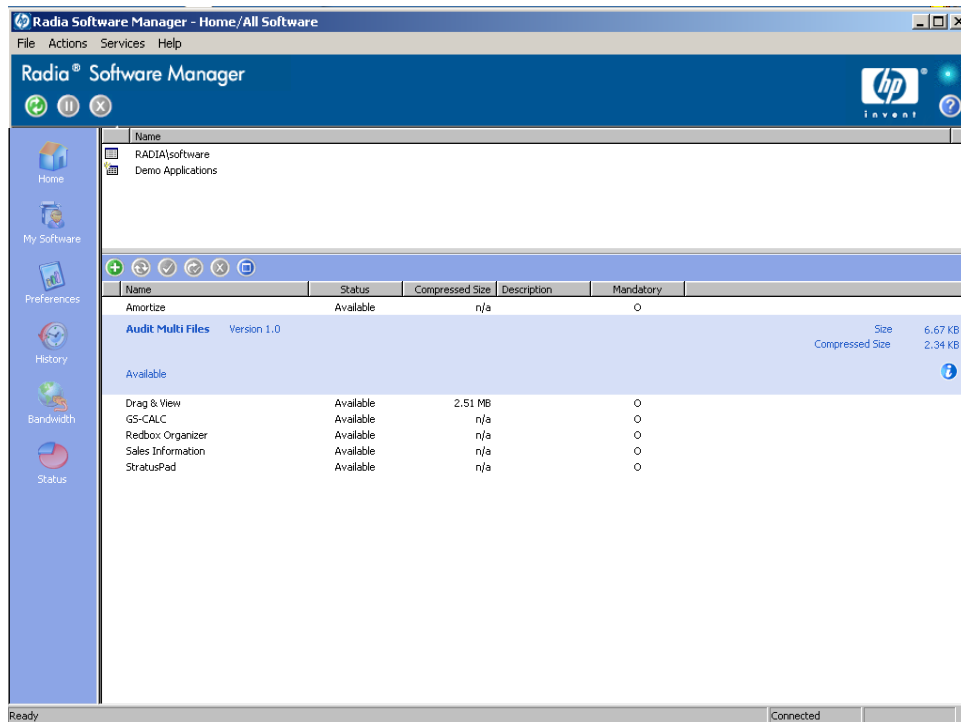 Radia Software Manager - Home/All Software
File Actions Services Help
Radia® Software Manager
hp ®
invent
Home
My Software
Preferences
History
Bandwidth
Status
Name
RADIA\software
Demo Applications
Name Status Compressed Size Description Mandatory
Amortize Available n/a O
Audit Multi Files Version 1.0 Size 6.67 KB
Compressed Size 2.34 KB
Available
Drag & View Available 2.51 MB O
GS-CALC Available n/a O
Redbox Organizer Available n/a O
Sales Information Available n/a O
StratusPad Available n/a O
Ready Connected